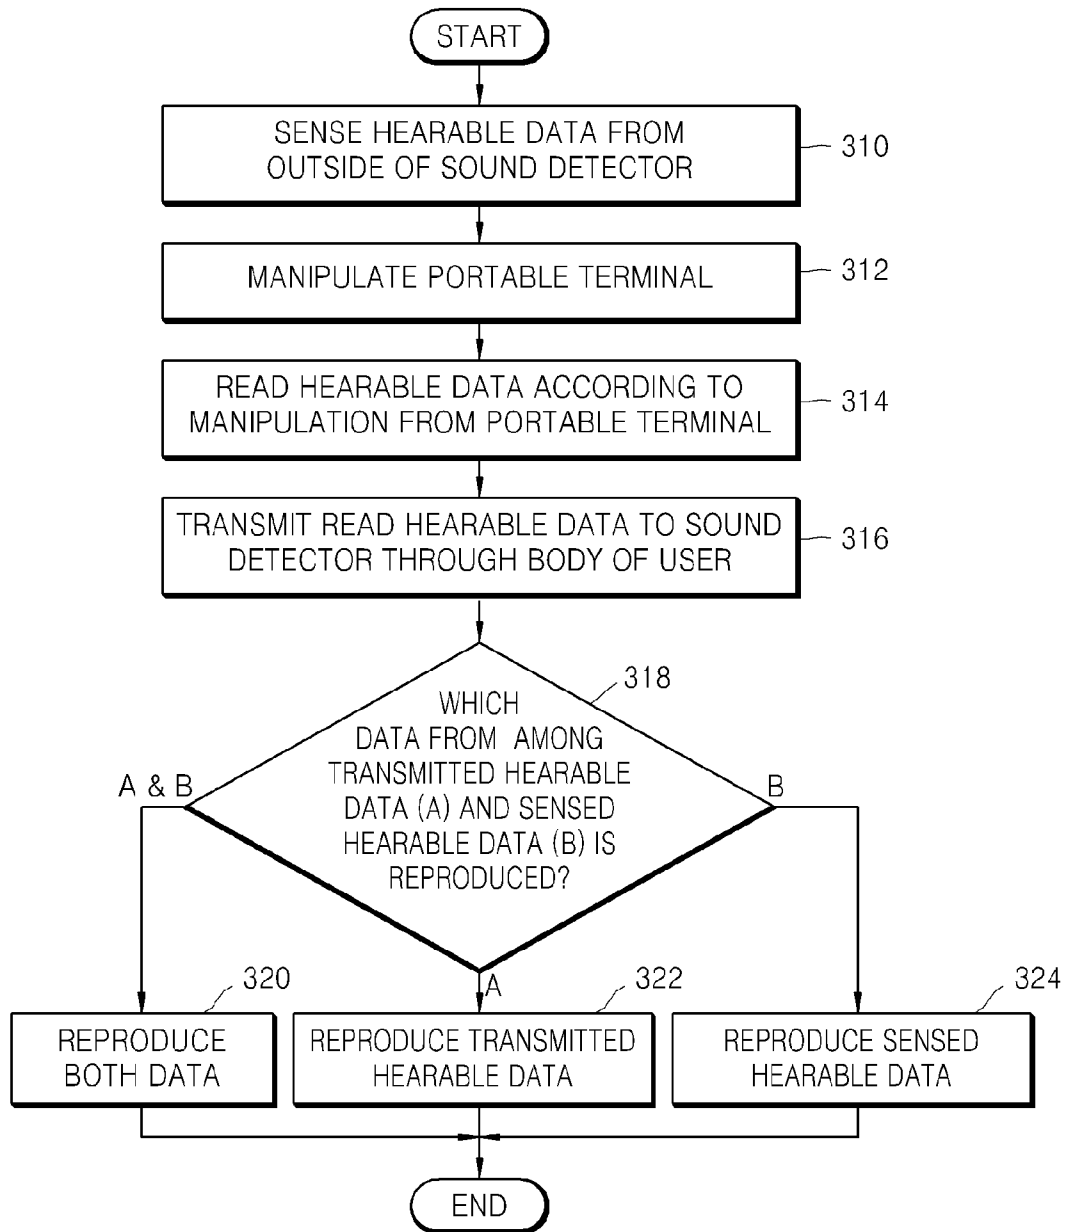 START
SENSE HEARABLE DATA FROM
OUTSIDE OF SOUND DETECTOR
310
MANIPULATE PORTABLE TERMINAL
312
READ HEARABLE DATA ACCORDING TO
MANIPULATION FROM PORTABLE TERMINAL
314
TRANSMIT READ HEARABLE DATA TO SOUND
DETECTOR THROUGH BODY OF USER
316
318
WHICH
DATA FROM AMONG
TRANSMITTED HEARABLE
DATA (A) AND SENSED
HEARABLE DATA (B) IS
REPRODUCED?
A & B
B
A
320
REPRODUCE
BOTH DATA
322
REPRODUCE TRANSMITTED
HEARABLE DATA
324
REPRODUCE SENSED
HEARABLE DATA
END